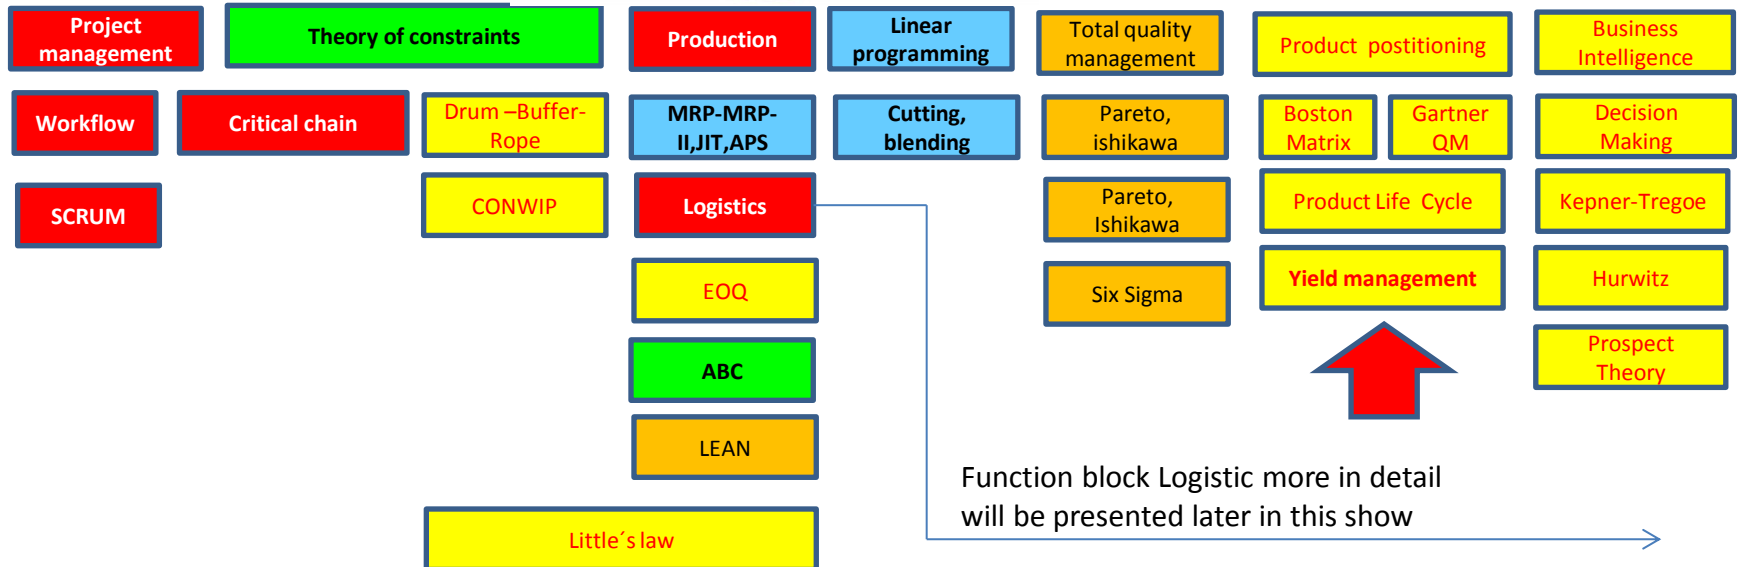 Project
management
Theory of constraints
Production
Linear
programming
Total quality
management
Product  postitioning
Business
Intelligence
Workflow
Critical chain
Drum –Buffer-
Rope
MRP-MRP-
II,JIT,APS
Cutting,
blending
Pareto,
ishikawa
Boston
Matrix
Gartner
QM
Decision
Making
SCRUM
CONWIP
Logistics
Pareto,
Ishikawa
Product Life  Cycle
Kepner-Tregoe
EOQ
Six Sigma
Yield management
Hurwitz
ABC
Prospect
Theory
LEAN
Function block Logistic more in detail
will be presented later in this show
Little´s law